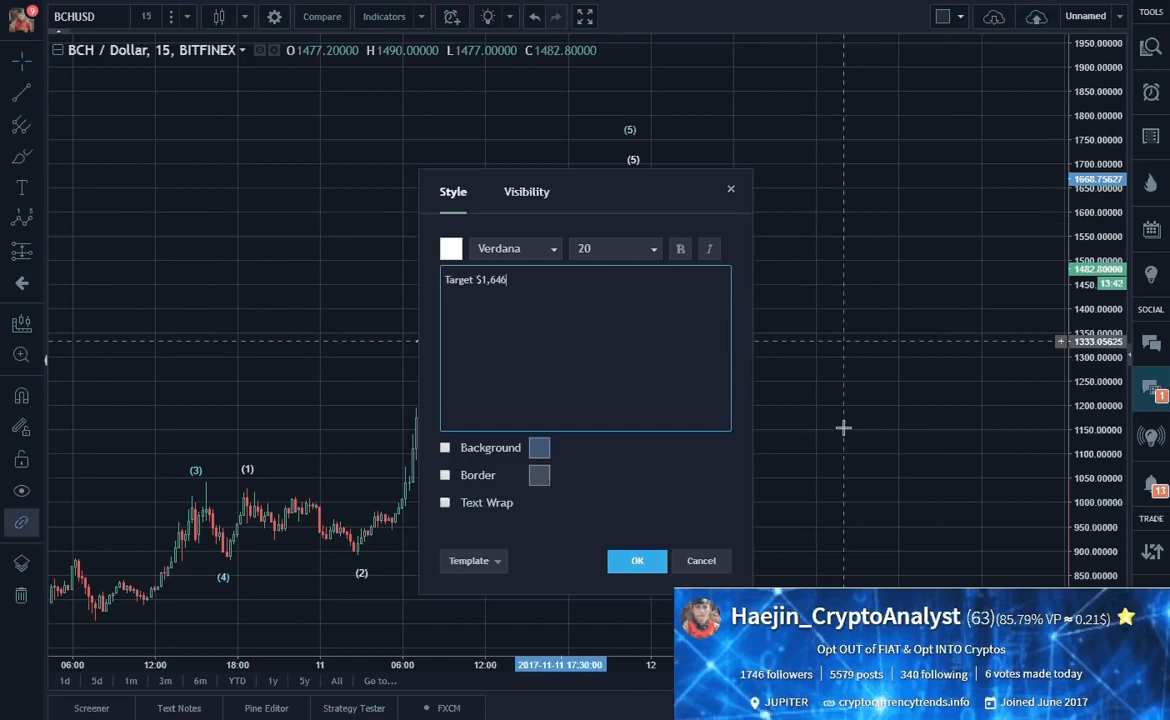 9
BCHUSD 15 Compare Indicators Unnamed TOOLS
BCH / Dollar, 15, BITFINEX O1477.20000 H1490.00000 L1477.00000 C1482.80000
1950.00000
1900.00000
1850.00000
1800.00000
(5)
1750.00000
(5)
1700.00000
1668.75627
Style Visibility ×
1650.00000
1600.00000
1550.00000
Verdana 20 B I
1500.00000
1482.80000
Target $1,646
1450. 13:42
1400.00000
SOCIAL
1350.00000
1333.05625
1300.00000
1250.00000
1
1200.00000
1150.00000
1100.00000
Background
1050.00000
(3) (1)
Border
13
1000.00000
Text Wrap
950.00000
TRADE
900.00000
Template OK Cancel
(4) (2)
850.00000
Haejin_CryptoAnalyst (63)(85.79% VP ≈ 0.21$)
Opt OUT of FIAT & Opt INTO Cryptos
1746 followers 5579 posts 340 following 6 votes made today
JUPITER cryptocurrencytrends.info Joined June 2017
06:00 12:00 18:00 11 06:00 12:00 2017-11-11 17:30:00 12
1d 5d 1m 3m 6m YTD 1y 5y All Go to...
Screener Text Notes Pine Editor Strategy Tester FXCM